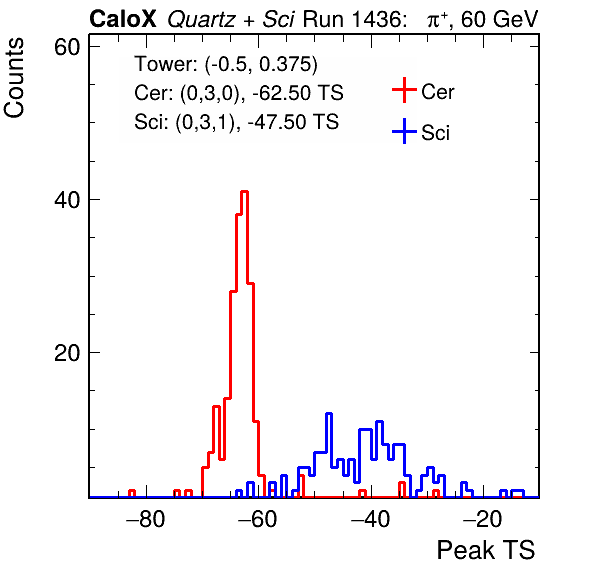 CaloX Quartz + Sci Run 1436: π⁺, 60 GeV
Counts
Tower: (-0.5, 0.375)
Cer: (0,3,0), -62.50 TS
Sci: (0,3,1), -47.50 TS
Cer
Sci
60
40
20
−80 −60 −40 −20
Peak TS